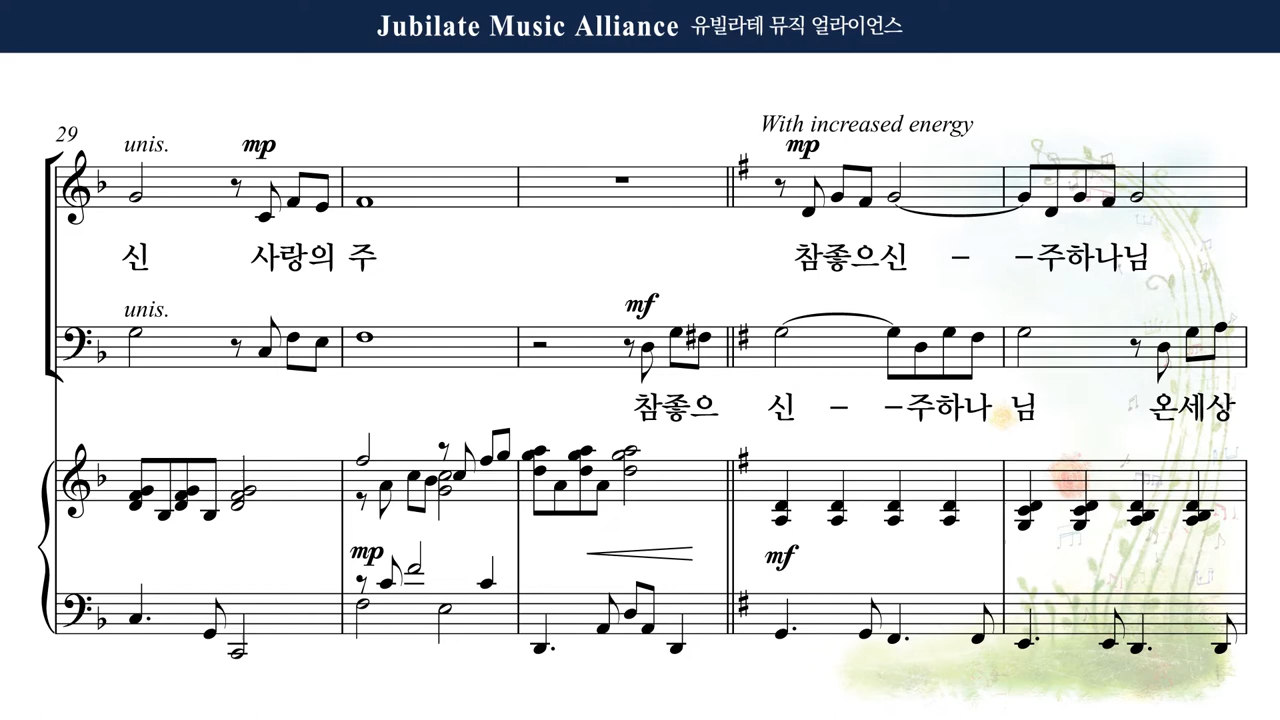 Jubilate Music Alliance 유빌라테 뮤직 얼라이언스
29
unis.
mp
With increased energy
mp
신 사랑의 주 참좋으신 – –주하나님
unis.
mf
참좋으 신 – –주하나 님 온세상
mp
mf